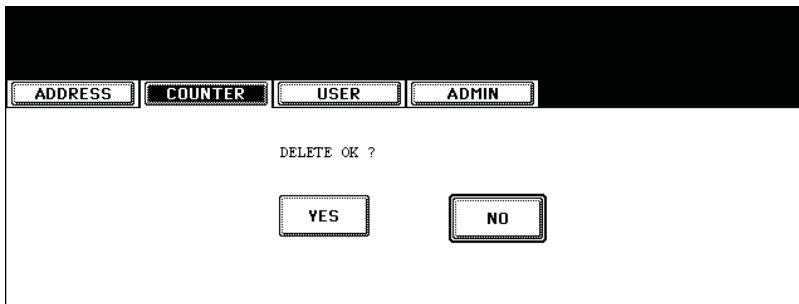 ADDRESS COUNTER USER ADMIN
DELETE OK ?
YES NO